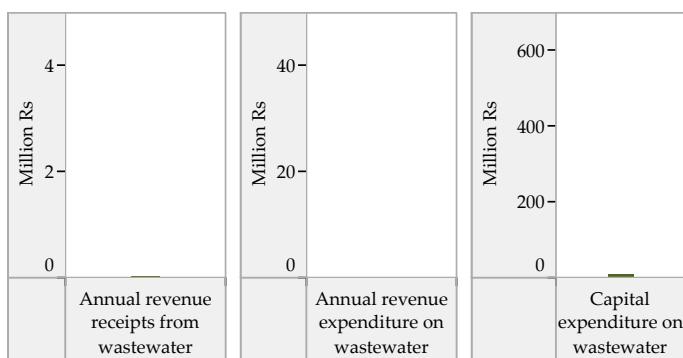 Million Rs
4
2
0
Annual revenue
receipts from
wastewater
Million Rs
40
20
0
Annual revenue
expenditure on
wastewater
Million Rs
600
400
200
0
Capital
expenditure on
wastewater